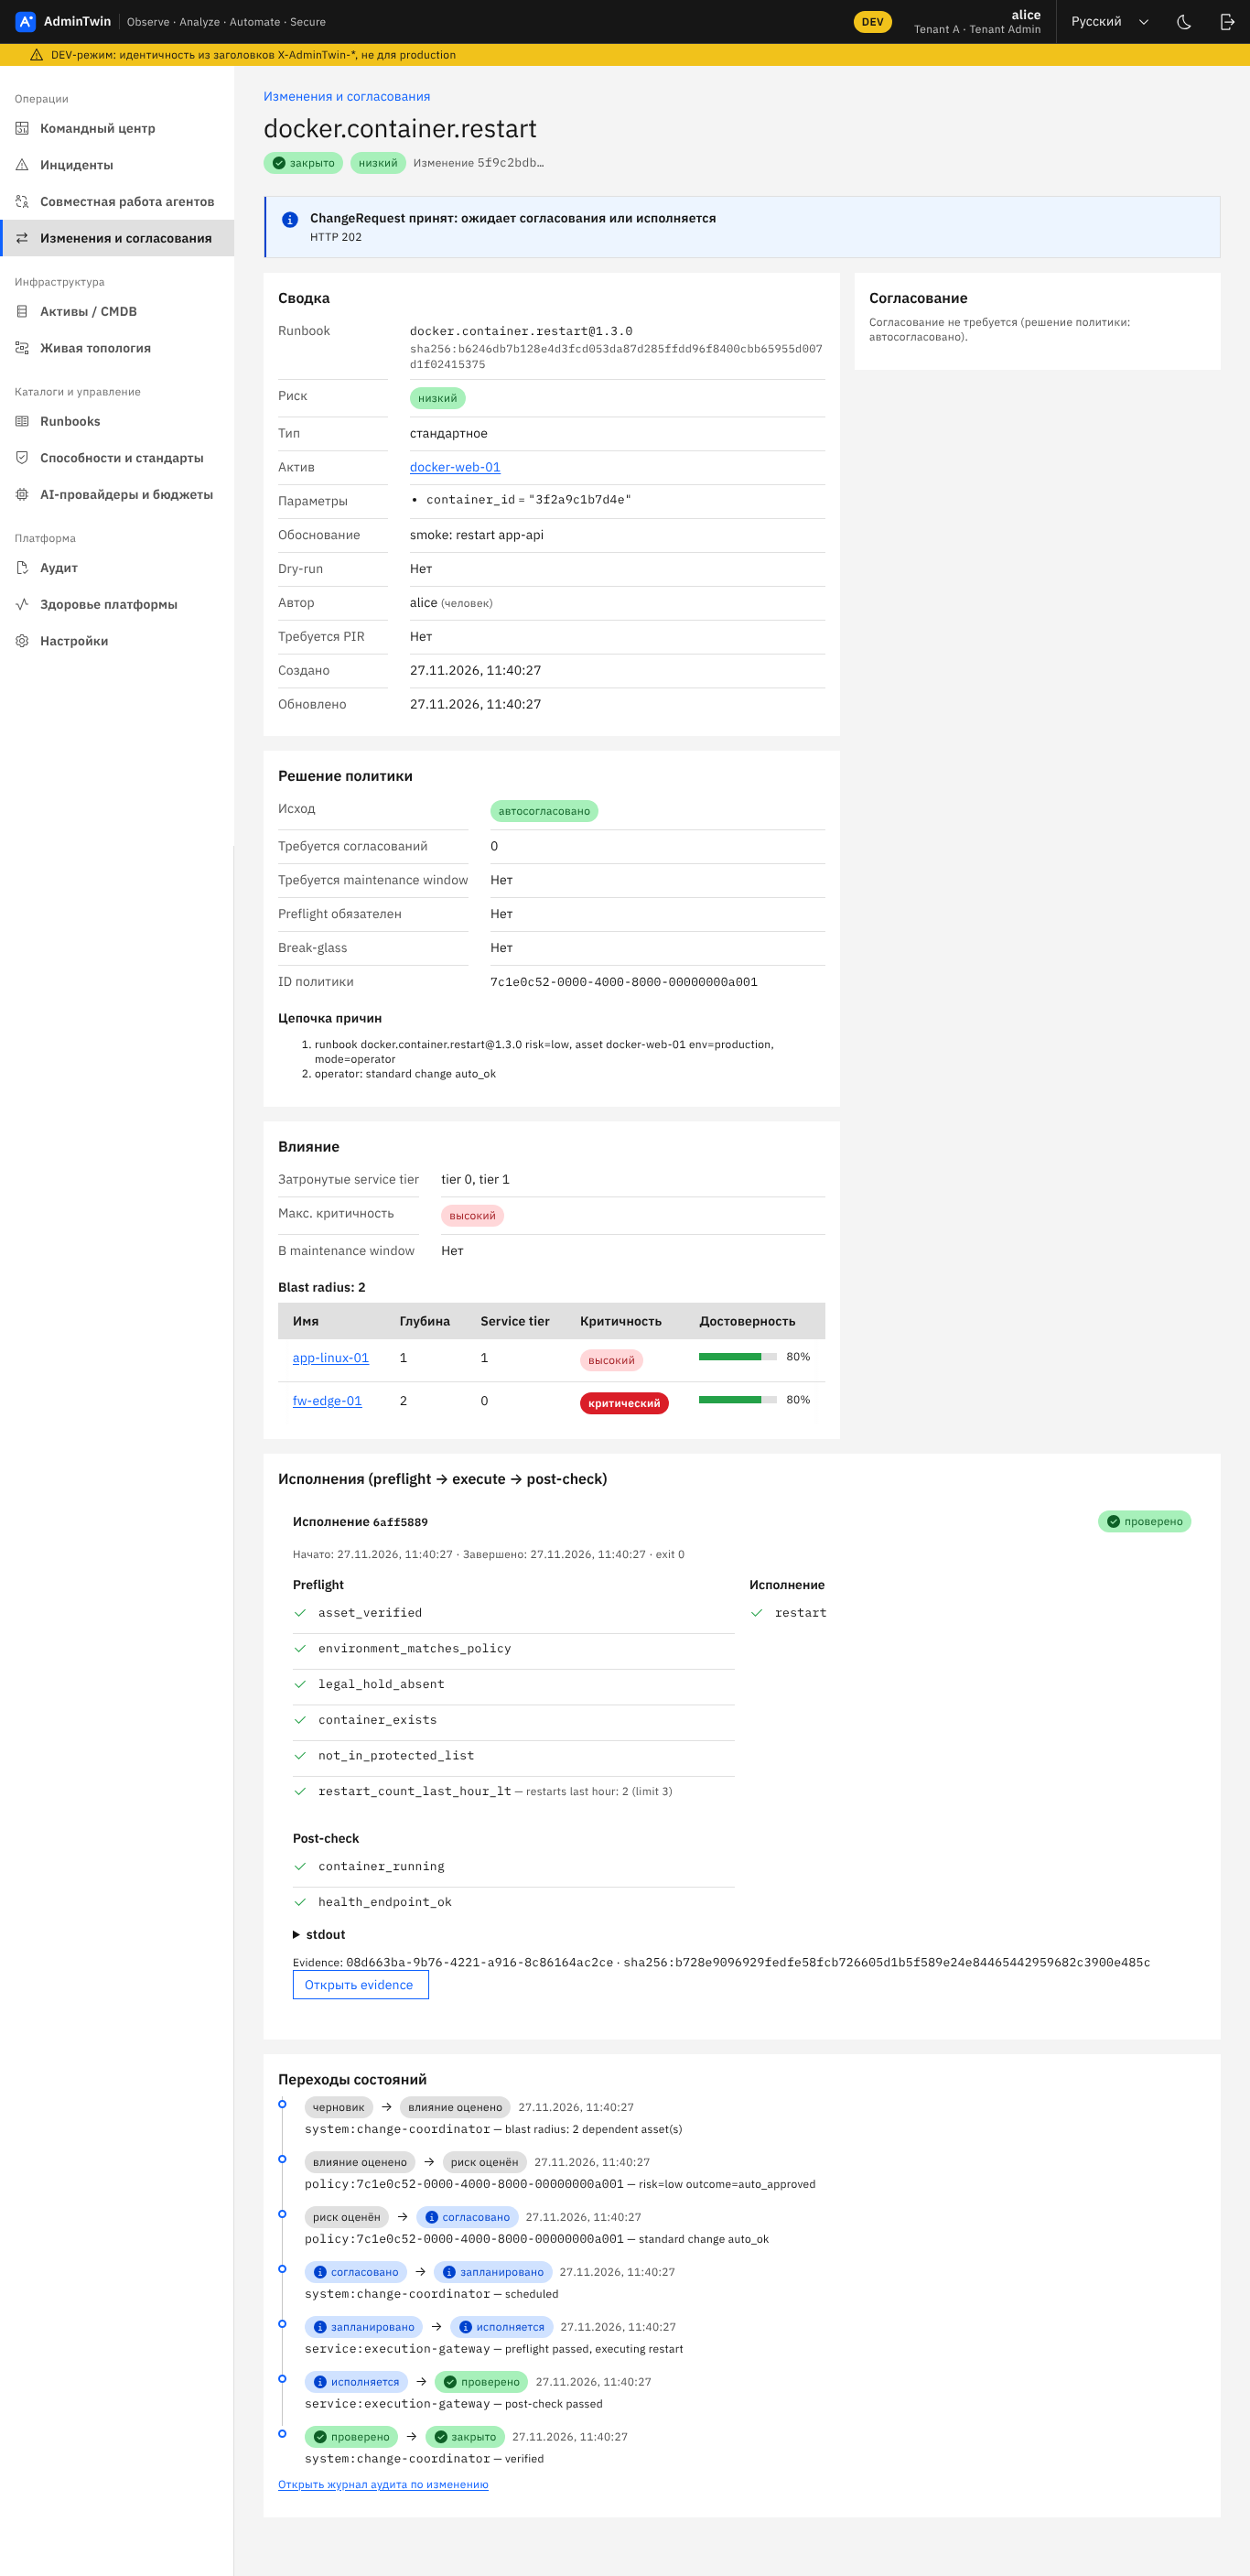 AdminTwin
Observe · Analyze · Automate · Secure
DEV
alice
Tenant A · Tenant Admin
Русский
DEV-режим: идентичность из заголовков X-AdminTwin-*, не для production
Операции
Командный центр
Инциденты
Совместная работа агентов
Изменения и согласования
Инфраструктура
Активы / CMDB
Живая топология
Каталоги и управление
Runbooks
Способности и стандарты
AI-провайдеры и бюджеты
Платформа
Аудит
Здоровье платформы
Настройки
Изменения и согласования
docker.container.restart
закрыто низкий Изменение 5f9c2bdb…
ChangeRequest принят: ожидает согласования или исполняется
HTTP 202
Сводка
Runbook docker.container.restart@1.3.0
sha256:b6246db7b128e4d3fcd053da87d285ffdd96f8400cbb65955d007
d1f02415375
Риск низкий
Тип стандартное
Актив docker-web-01
Параметры • container_id = "3f2a9c1b7d4e"
Обоснование smoke: restart app-api
Dry-run Нет
Автор alice (человек)
Требуется PIR Нет
Создано 27.11.2026, 11:40:27
Обновлено 27.11.2026, 11:40:27
Согласование
Согласование не требуется (решение политики:
автосогласовано).
Решение политики
Исход автосогласовано
Требуется согласований 0
Требуется maintenance window Нет
Preflight обязателен Нет
Break-glass Нет
ID политики 7c1e0c52-0000-4000-8000-00000000a001
Цепочка причин
1. runbook docker.container.restart@1.3.0 risk=low, asset docker-web-01 env=production,
mode=operator
2. operator: standard change auto_ok
Влияние
Затронутые service tier tier 0, tier 1
Макс. критичность высокий
В maintenance window Нет
Blast radius: 2
Имя Глубина Service tier Критичность Достоверность
app-linux-01 1 1 высокий 80%
fw-edge-01 2 0 критический 80%
Исполнения (preflight → execute → post-check)
Исполнение 6aff5889 проверено
Начато: 27.11.2026, 11:40:27 · Завершено: 27.11.2026, 11:40:27 · exit 0
Preflight
asset_verified
environment_matches_policy
legal_hold_absent
container_exists
not_in_protected_list
restart_count_last_hour_lt — restarts last hour: 2 (limit 3)
Исполнение
restart
Post-check
container_running
health_endpoint_ok
stdout
Evidence: 08d663ba-9b76-4221-a916-8c86164ac2ce · sha256:b728e9096929fedfe58fcb726605d1b5f589e24e84465442959682c3900e485c
Открыть evidence
Переходы состояний
черновик → влияние оценено 27.11.2026, 11:40:27
system:change-coordinator — blast radius: 2 dependent asset(s)
влияние оценено → риск оценён 27.11.2026, 11:40:27
policy:7c1e0c52-0000-4000-8000-00000000a001 — risk=low outcome=auto_approved
риск оценён → согласовано 27.11.2026, 11:40:27
policy:7c1e0c52-0000-4000-8000-00000000a001 — standard change auto_ok
согласовано → запланировано 27.11.2026, 11:40:27
system:change-coordinator — scheduled
запланировано → исполняется 27.11.2026, 11:40:27
service:execution-gateway — preflight passed, executing restart
исполняется → проверено 27.11.2026, 11:40:27
service:execution-gateway — post-check passed
проверено → закрыто 27.11.2026, 11:40:27
system:change-coordinator — verified
Открыть журнал аудита по изменению